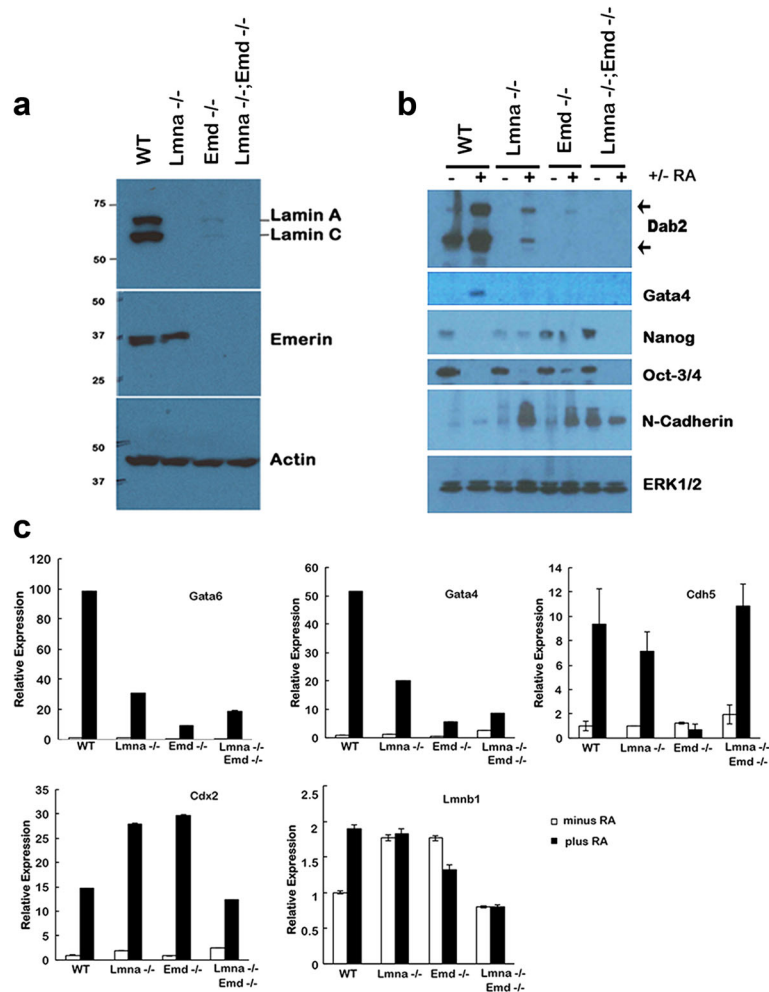 a
WT
Lmna -/-
Emd -/-
Lmna -/-;Emd -/-
75
50
Lamin A
Lamin C
50
37
25
Emerin
50
37
Actin
b
WT
Lmna -/-
Emd -/-
Lmna -/-;Emd -/-
- + - + - + - + +/- RA
Dab2
Gata4
Nanog
Oct-3/4
N-Cadherin
ERK1/2
c
Relative Expression
120
100
80
60
40
20
0
Gata6
WT Lmna -/- Emd -/- Lmna -/-
Emd -/-
Relative Expression
60
50
40
30
20
10
0
Gata4
WT Lmna -/- Emd -/- Lmna -/-
Emd -/-
Relative Expression
14
12
10
8
6
4
2
0
Cdh5
WT Lmna -/- Emd -/- Lmna -/-
Emd -/-
Relative Expression
35
30
25
20
15
10
5
0
Cdx2
WT Lmna -/- Emd -/- Lmna -/-
Emd -/-
Relative Expression
2.5
2
1.5
1
0.5
0
Lmnb1
WT Lmna -/- Emd -/- Lmna -/-
Emd -/-
minus RA
plus RA